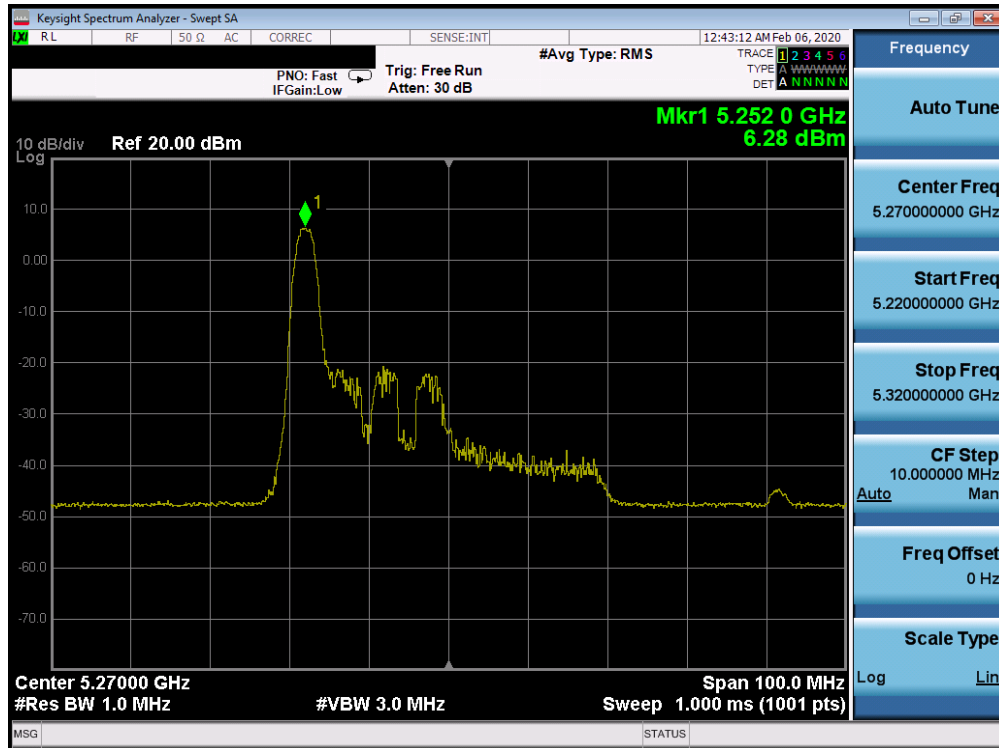 Keysight Spectrum Analyzer - Swept SA
LXI RL RF 50 Ω AC CORREC SENSE:INT 12:43:12 AM Feb 06, 2020
#Avg Type: RMS
TRACE 1 2 3 4 5 6
TYPE A WWWWW
DET A N N N N N
PNO: Fast
IFGain:Low
Trig: Free Run
Atten: 30 dB
Mkr1 5.252 0 GHz
6.28 dBm
10 dB/div
Log
Ref 20.00 dBm
1
10.0
0.00
-10.0
-20.0
-30.0
-40.0
-50.0
-60.0
-70.0
Center 5.27000 GHz
#Res BW 1.0 MHz
#VBW 3.0 MHz
Span 100.0 MHz
Sweep 1.000 ms (1001 pts)
MSG
STATUS
Frequency
Auto Tune
Center Freq
5.270000000 GHz
Start Freq
5.220000000 GHz
Stop Freq
5.320000000 GHz
CF Step
10.000000 MHz
Auto Man
Freq Offset
0 Hz
Scale Type
Log Lin